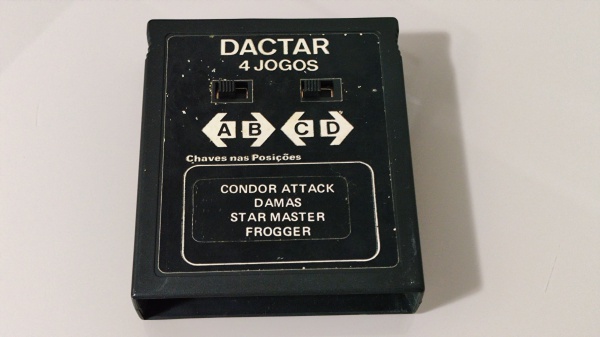 DACTAR
4 JOGOS
A B C D
Chaves nas Posições
CONDOR ATTACK
DAMAS
STAR MASTER
FROGGER